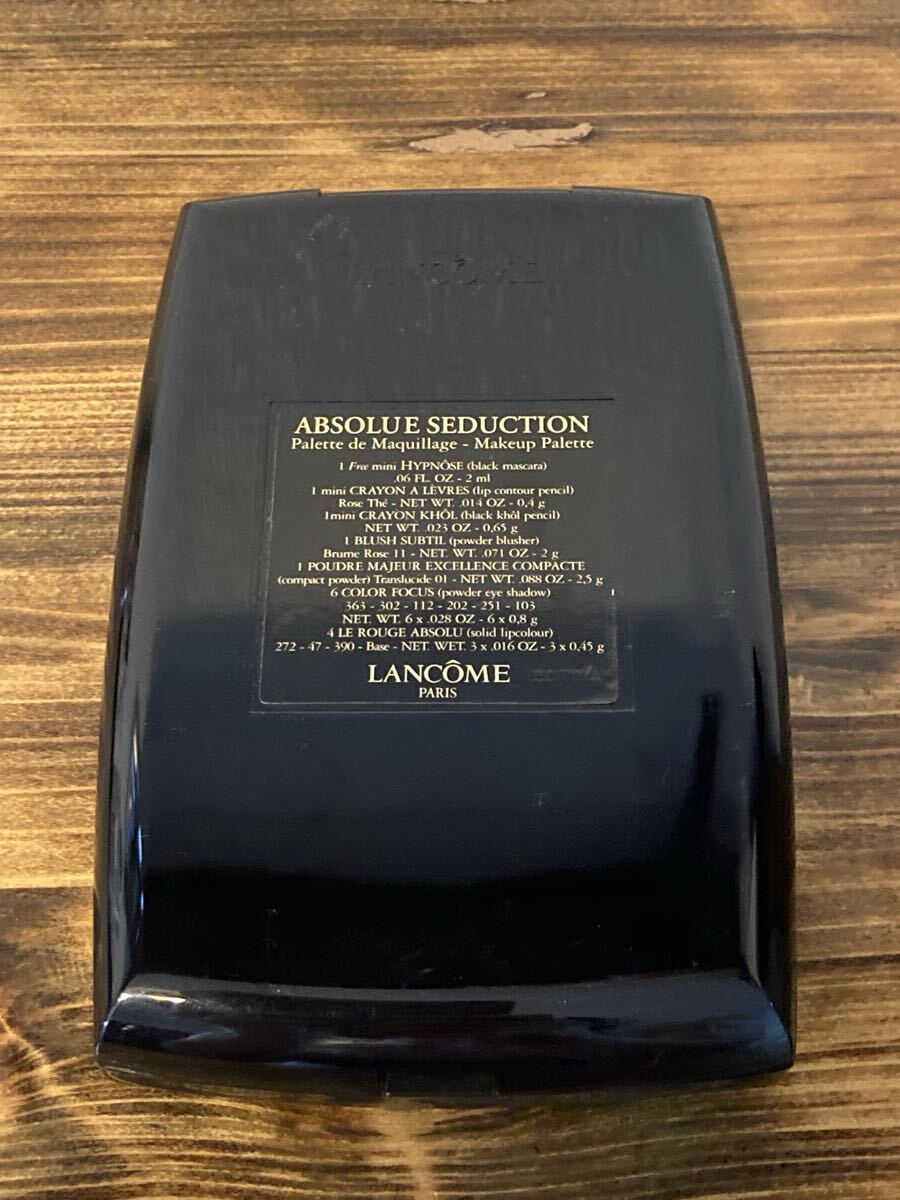 LANCÔME
ABSOLUE SEDUCTION
Palette de Maquillage - Makeup Palette
1 Free mini HYPNÔSE (black mascara)
.06 FL. OZ - 2 ml
1 mini CRAYON A LÈVRES (lip contour pencil)
Rose Thé - NET WT. .014 OZ - 0,4 g
1mini CRAYON KHÔL (black khôl pencil)
NET WT. .023 OZ - 0,65 g
1 BLUSH SUBTIL (powder blusher)
Brume Rose 11 - NET. WT. .071 OZ - 2 g
1 POUDRE MAJEUR EXCELLENCE COMPACTE
(compact powder) Translucide 01 - NET WT. .088 OZ - 2,5 g
6 COLOR FOCUS (powder eye shadow)
363 - 302 - 112 - 202 - 251 - 103
NET. WT. 6 x .028 OZ - 6 x 0,8 g
4 LE ROUGE ABSOLU (solid lipcolour)
272 - 47 - 390 - Base - NET. WET. 3 x .016 OZ - 3 x 0,45 g
LANCÔME
PARIS